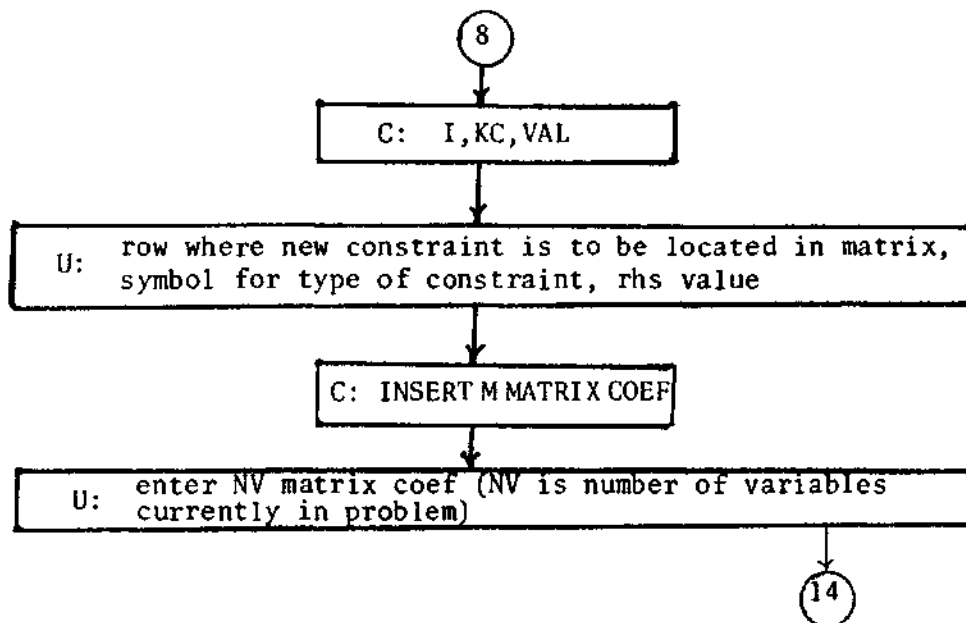 8
C: I,KC,VAL
U: row where new constraint is to be located in matrix,
symbol for type of constraint, rhs value
C: INSERT M MATRIX COEF
U: enter NV matrix coef (NV is number of variables
currently in problem)
14